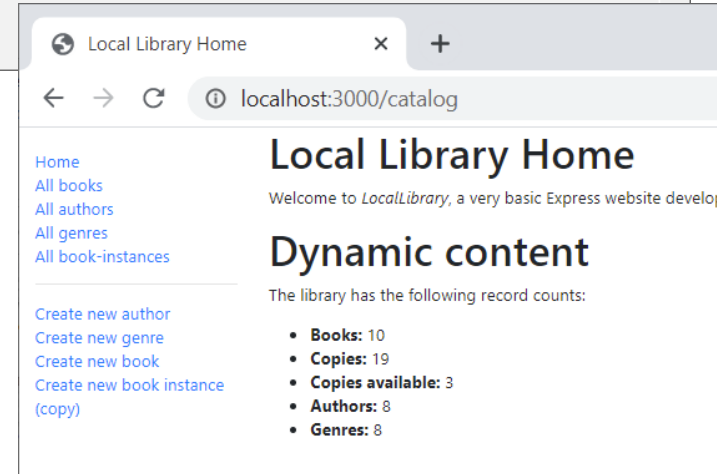 Local Library Home
localhost:3000/catalog
Home
All books
All authors
All genres
All book-instances
Create new author
Create new genre
Create new book
Create new book instance
(copy)
Local Library Home
Welcome to LocalLibrary, a very basic Express website
Dynamic content
The library has the following record counts:
Books: 10
Copies: 19
Copies available: 3
Authors: 8
Genres: 8